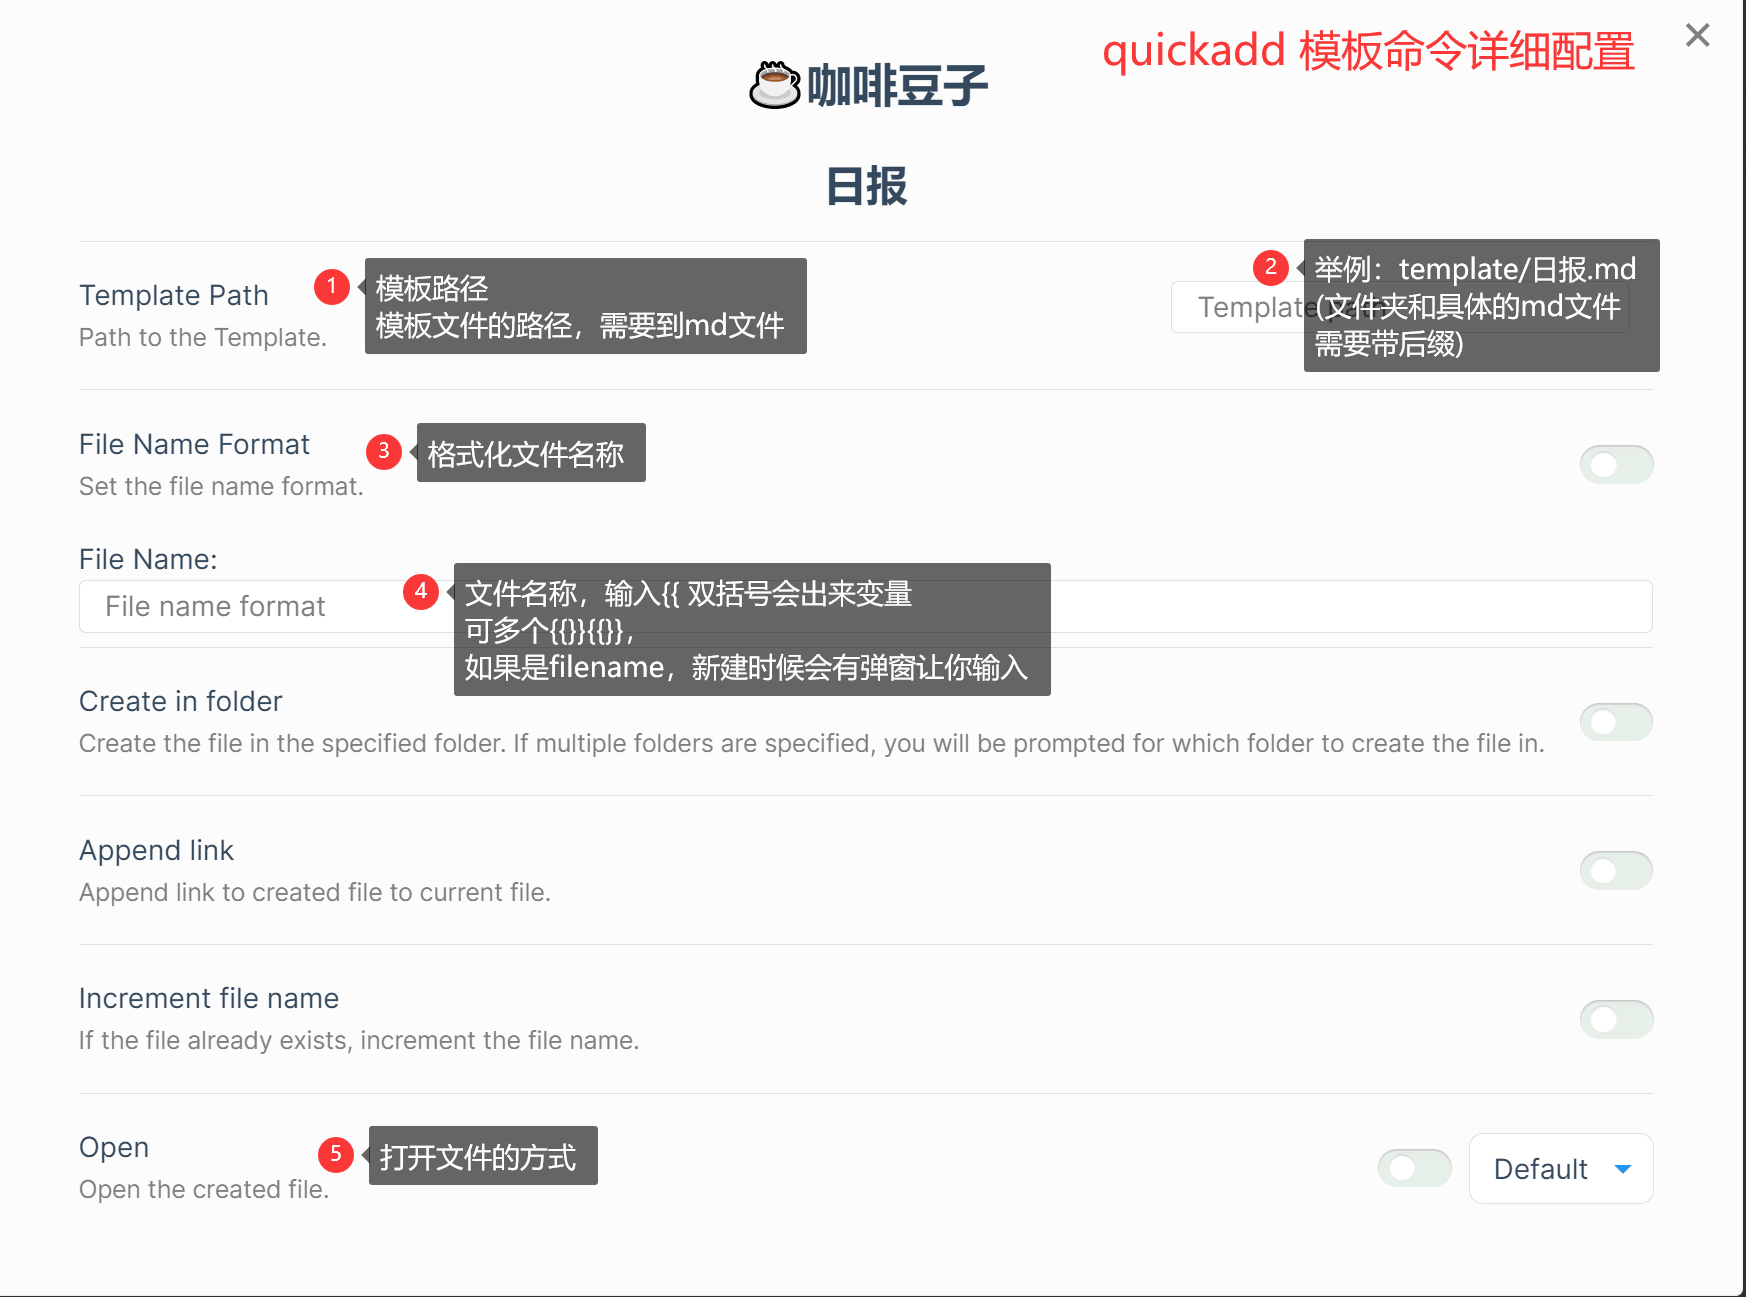 quickadd 模板命令详细配置
咖啡豆子
日报
Template Path
Path to the Template.
1
模板路径
模板文件的路径，需要到md文件
Template path
2
举例：template/日报.md
(文件夹和具体的md文件
需要带后缀)
File Name Format
Set the file name format.
3
格式化文件名称
File Name:
File name format
4
文件名称，输入{{ 双括号会出来变量
可多个{{}}{{}}，
如果是filename，新建时候会有弹窗让你输入
Create in folder
Create the file in the specified folder. If multiple folders are specified, you will be prompted for which folder to create the file in.
Append link
Append link to created file to current file.
Increment file name
If the file already exists, increment the file name.
Open
Open the created file.
5
打开文件的方式
Default